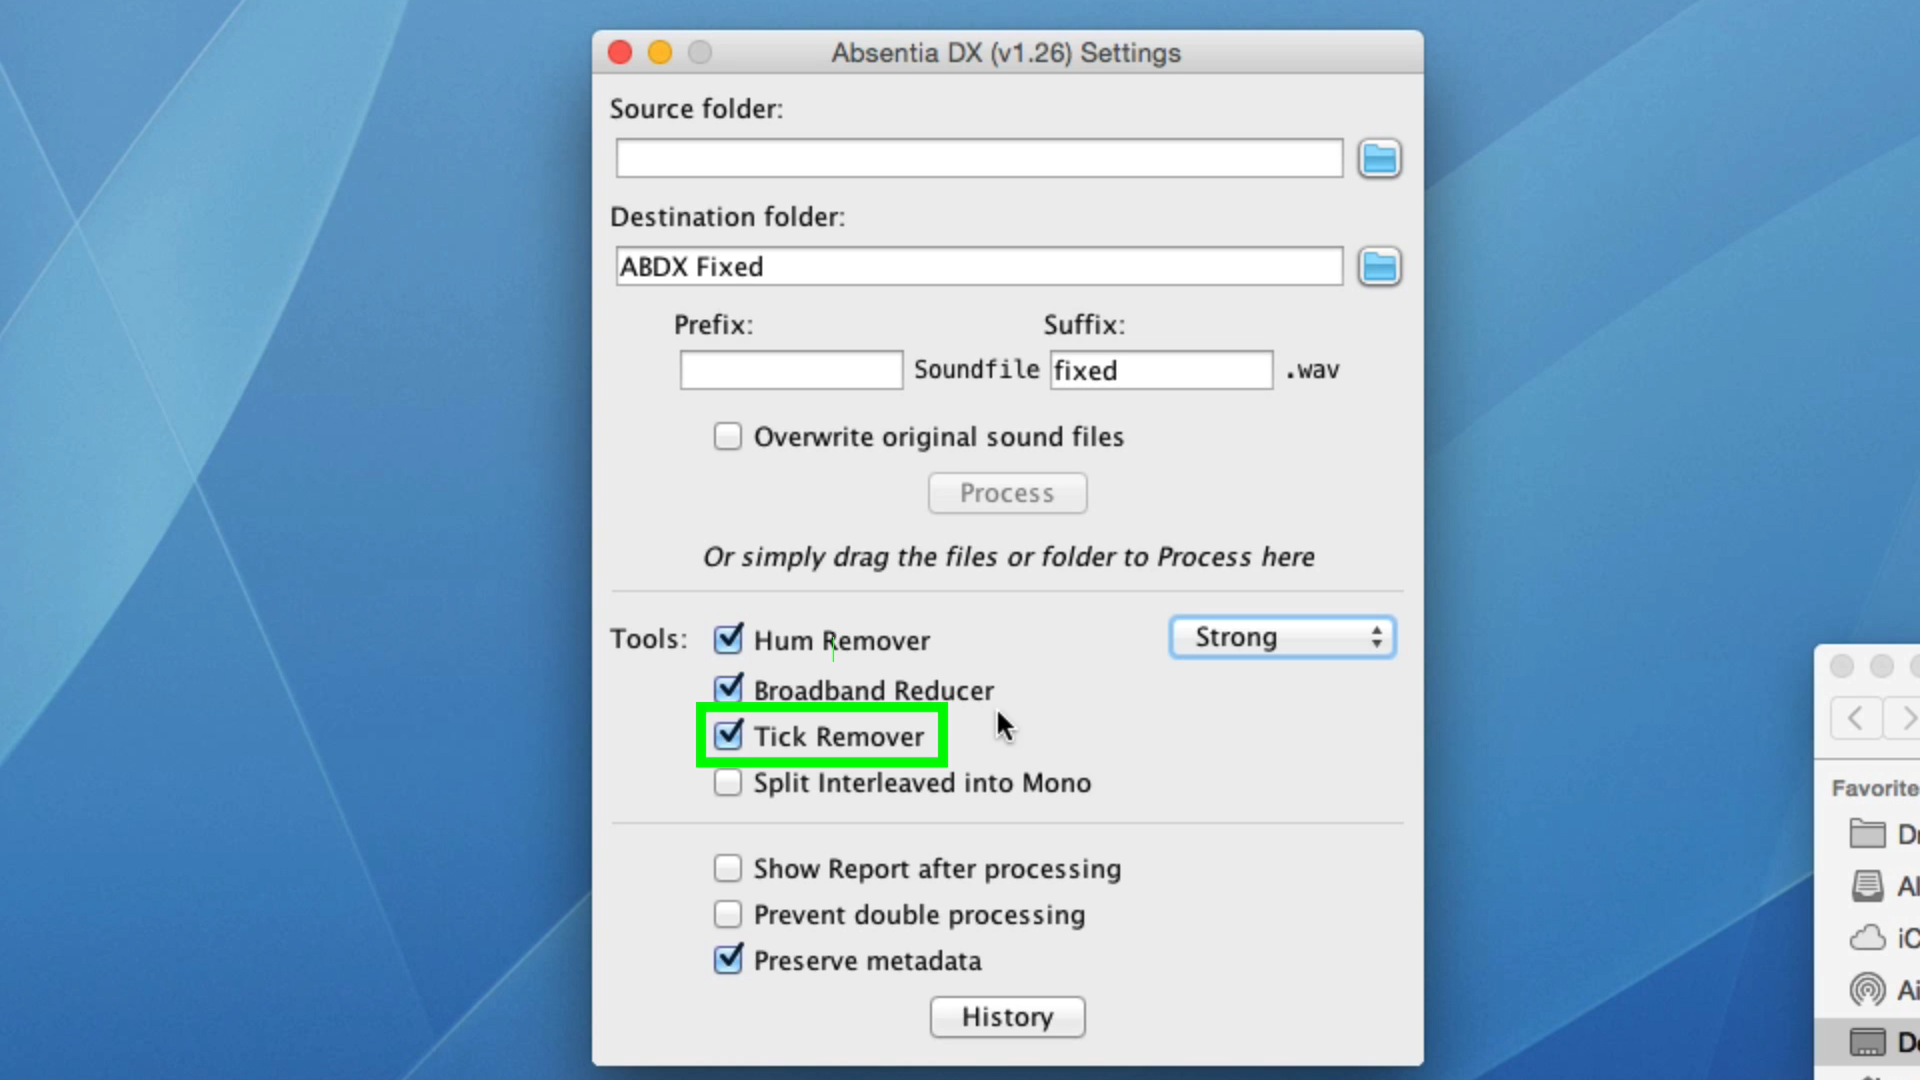 Absentia DX (v1.26) Settings
Source folder:
Destination folder:
ABDX Fixed
Prefix:
Suffix:
Soundfile
fixed
.wav
Overwrite original sound files
Process
Or simply drag the files or folder to Process here
Tools:
Hum Remover
Strong
Broadband Reducer
Tick Remover
Split Interleaved into Mono
Show Report after processing
Prevent double processing
Preserve metadata
History
Favorite
iC